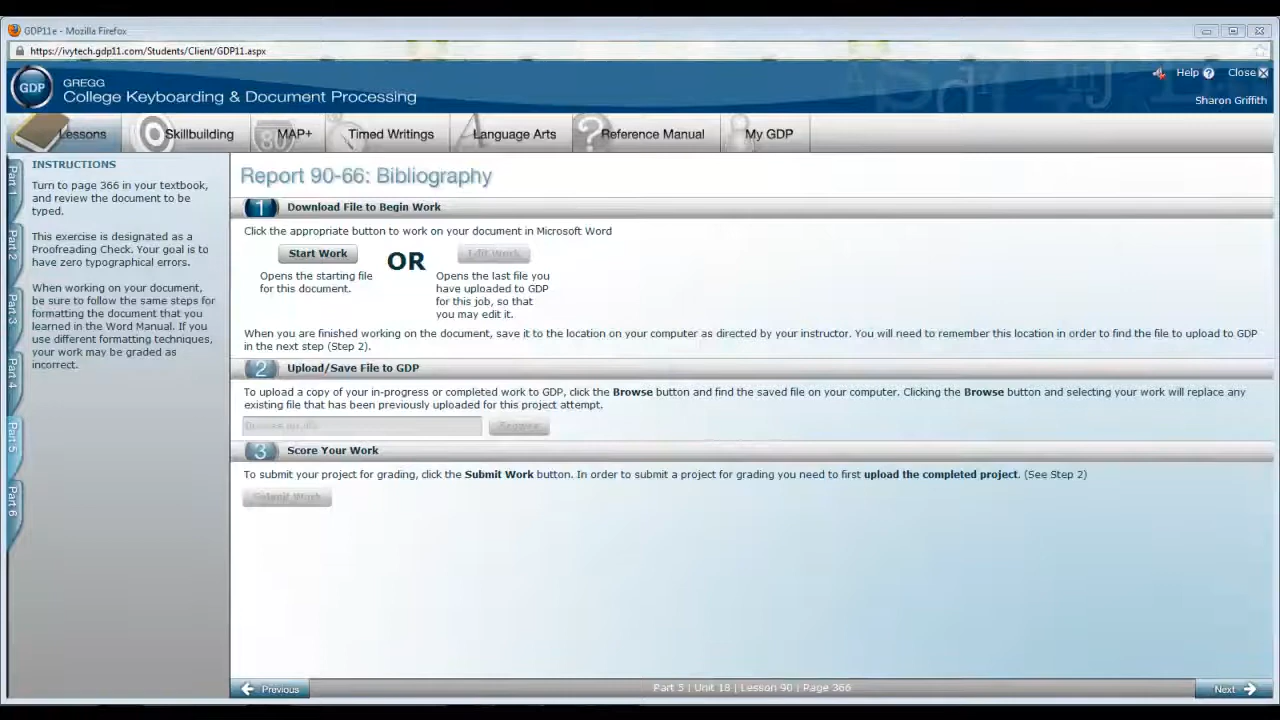 GDP11e - Mozilla Firefox
https://ivytech.gdp11.com/Students/Client/GDP11.aspx
GDP
GREGG
College Keyboarding & Document Processing
Help ? Close
Sharon Griffith
Lessons Skillbuilding MAP+ Timed Writings Language Arts Reference Manual My GDP
Part 1
Part 2
Part 3
Part 4
Part 5
Part 6
INSTRUCTIONS
Turn to page 366 in your textbook,
and review the document to be
typed.
This exercise is designated as a
Proofreading Check. Your goal is to
have zero typographical errors.
When working on your document,
be sure to follow the same steps for
formatting the document that you
learned in the Word Manual. If you
use different formatting techniques,
your work may be graded as
incorrect.
Report 90-66: Bibliography
1 Download File to Begin Work
Click the appropriate button to work on your document in Microsoft Word
Start Work OR Edit Work
Opens the starting file
for this document.
Opens the last file you
have uploaded to GDP
for this job, so that
you may edit it.
When you are finished working on the document, save it to the location on your computer as directed by your instructor. You will need to remember this location in order to find the file to upload to GDP
in the next step (Step 2).
2 Upload/Save File to GDP
To upload a copy of your in-progress or completed work to GDP, click the Browse button and find the saved file on your computer. Clicking the Browse button and selecting your work will replace any
existing file that has been previously uploaded for this project attempt.
Browse
3 Score Your Work
To submit your project for grading, click the Submit Work button. In order to submit a project for grading you need to first upload the completed project. (See Step 2)
Submit Work
Previous
Part 5 | Unit 18 | Lesson 90 | Page 366
Next